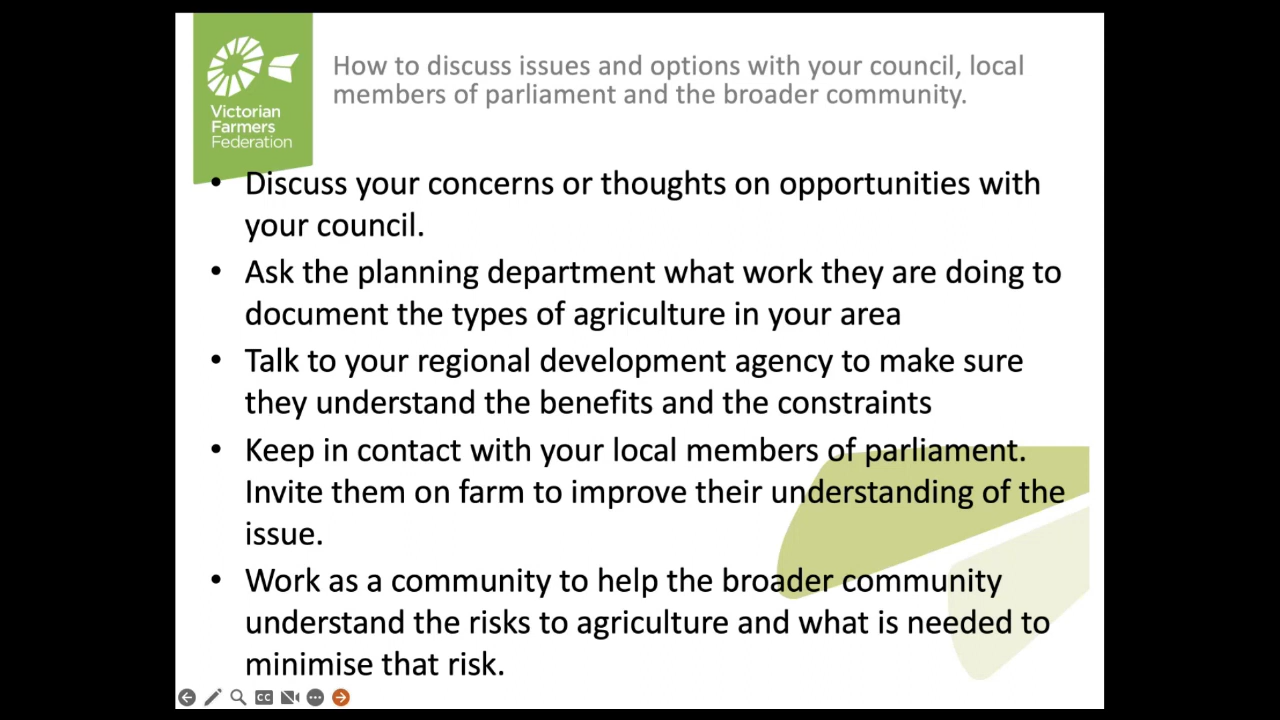 Victorian
Farmers
Federation
How to discuss issues and options with your council, local
members of parliament and the broader community.
• Discuss your concerns or thoughts on opportunities with
your council.
• Ask the planning department what work they are doing to
document the types of agriculture in your area
• Talk to your regional development agency to make sure
they understand the benefits and the constraints
• Keep in contact with your local members of parliament.
Invite them on farm to improve their understanding of the
issue.
• Work as a community to help the broader community
understand the risks to agriculture and what is needed to
minimise that risk.
CC